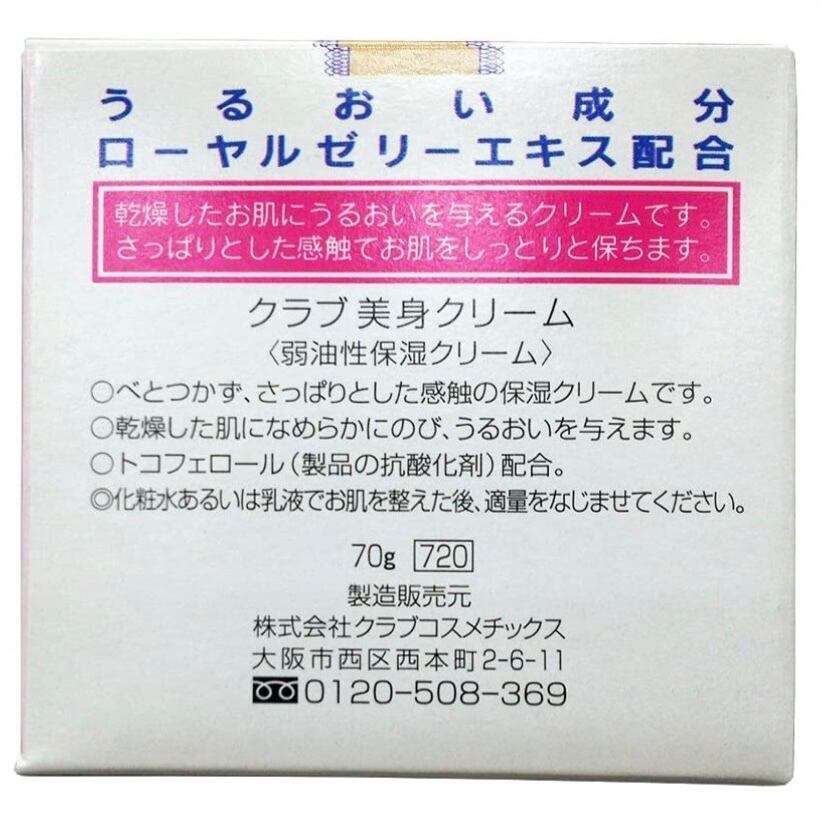 うるおい成分
ローヤルゼリーエキス配合
乾燥したお肌にうるおいを与えるクリームです。
さっぱりとした感触でお肌をしっとりと保ちます。
クラブ美身クリーム
〈弱油性保湿クリーム〉
○べとつかず、さっぱりとした感触の保湿クリームです。
○乾燥した肌になめらかにのび、うるおいを与えます。
○トコフェロール（製品の抗酸化剤）配合。
◎化粧水あるいは乳液でお肌を整えた後、適量をなじませてください。
70g 720
製造販売元
株式会社クラブコスメチックス
大阪市西区西本町2-6-11
0120-508-369